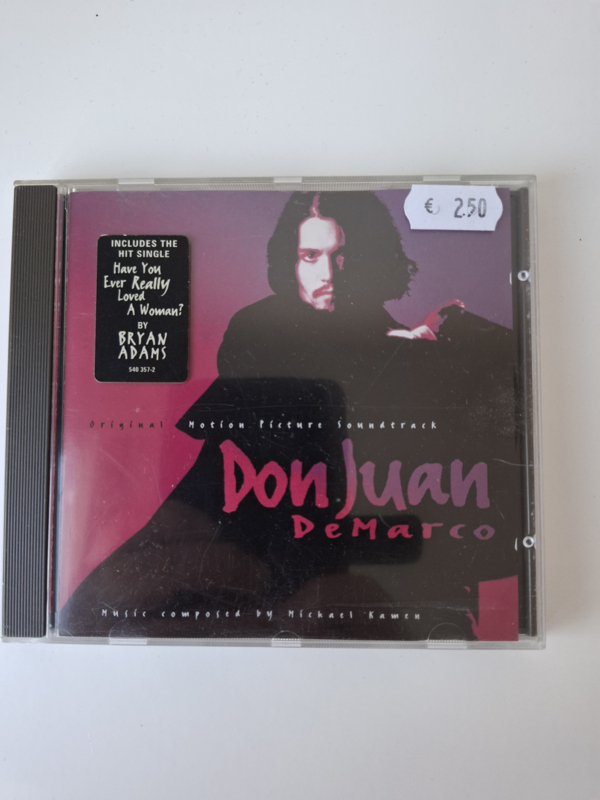 € 2.50
INCLUDES THE
HIT SINGLE
Have You
Ever Really
Loved
A Woman?
BY
BRYAN
ADAMS
540 357-2
Original Motion Picture Soundtrack
Don Juan
DeMarco
Music composed by Michael Kamen